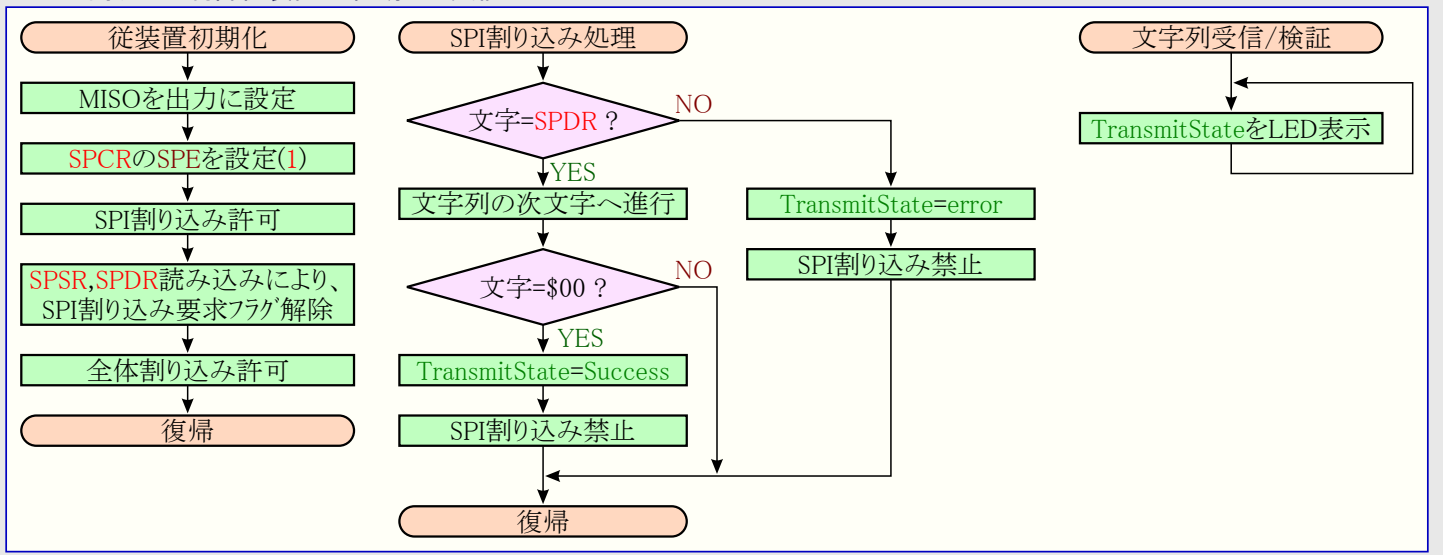 従装置初期化
MISOを出力に設定
SPCRのSPEを設定(1)
SPI割り込み許可
SPSR,SPDR読み込みにより、
SPI割り込み要求フラグ解除
全体割り込み許可
復帰
SPI割り込み処理
文字=SPDR ?
NO
YES
文字列の次文字へ進行
TransmitState=error
SPI割り込み禁止
文字=$00 ?
NO
YES
TransmitState=Success
SPI割り込み禁止
復帰
文字列受信/検証
TransmitStateをLED表示